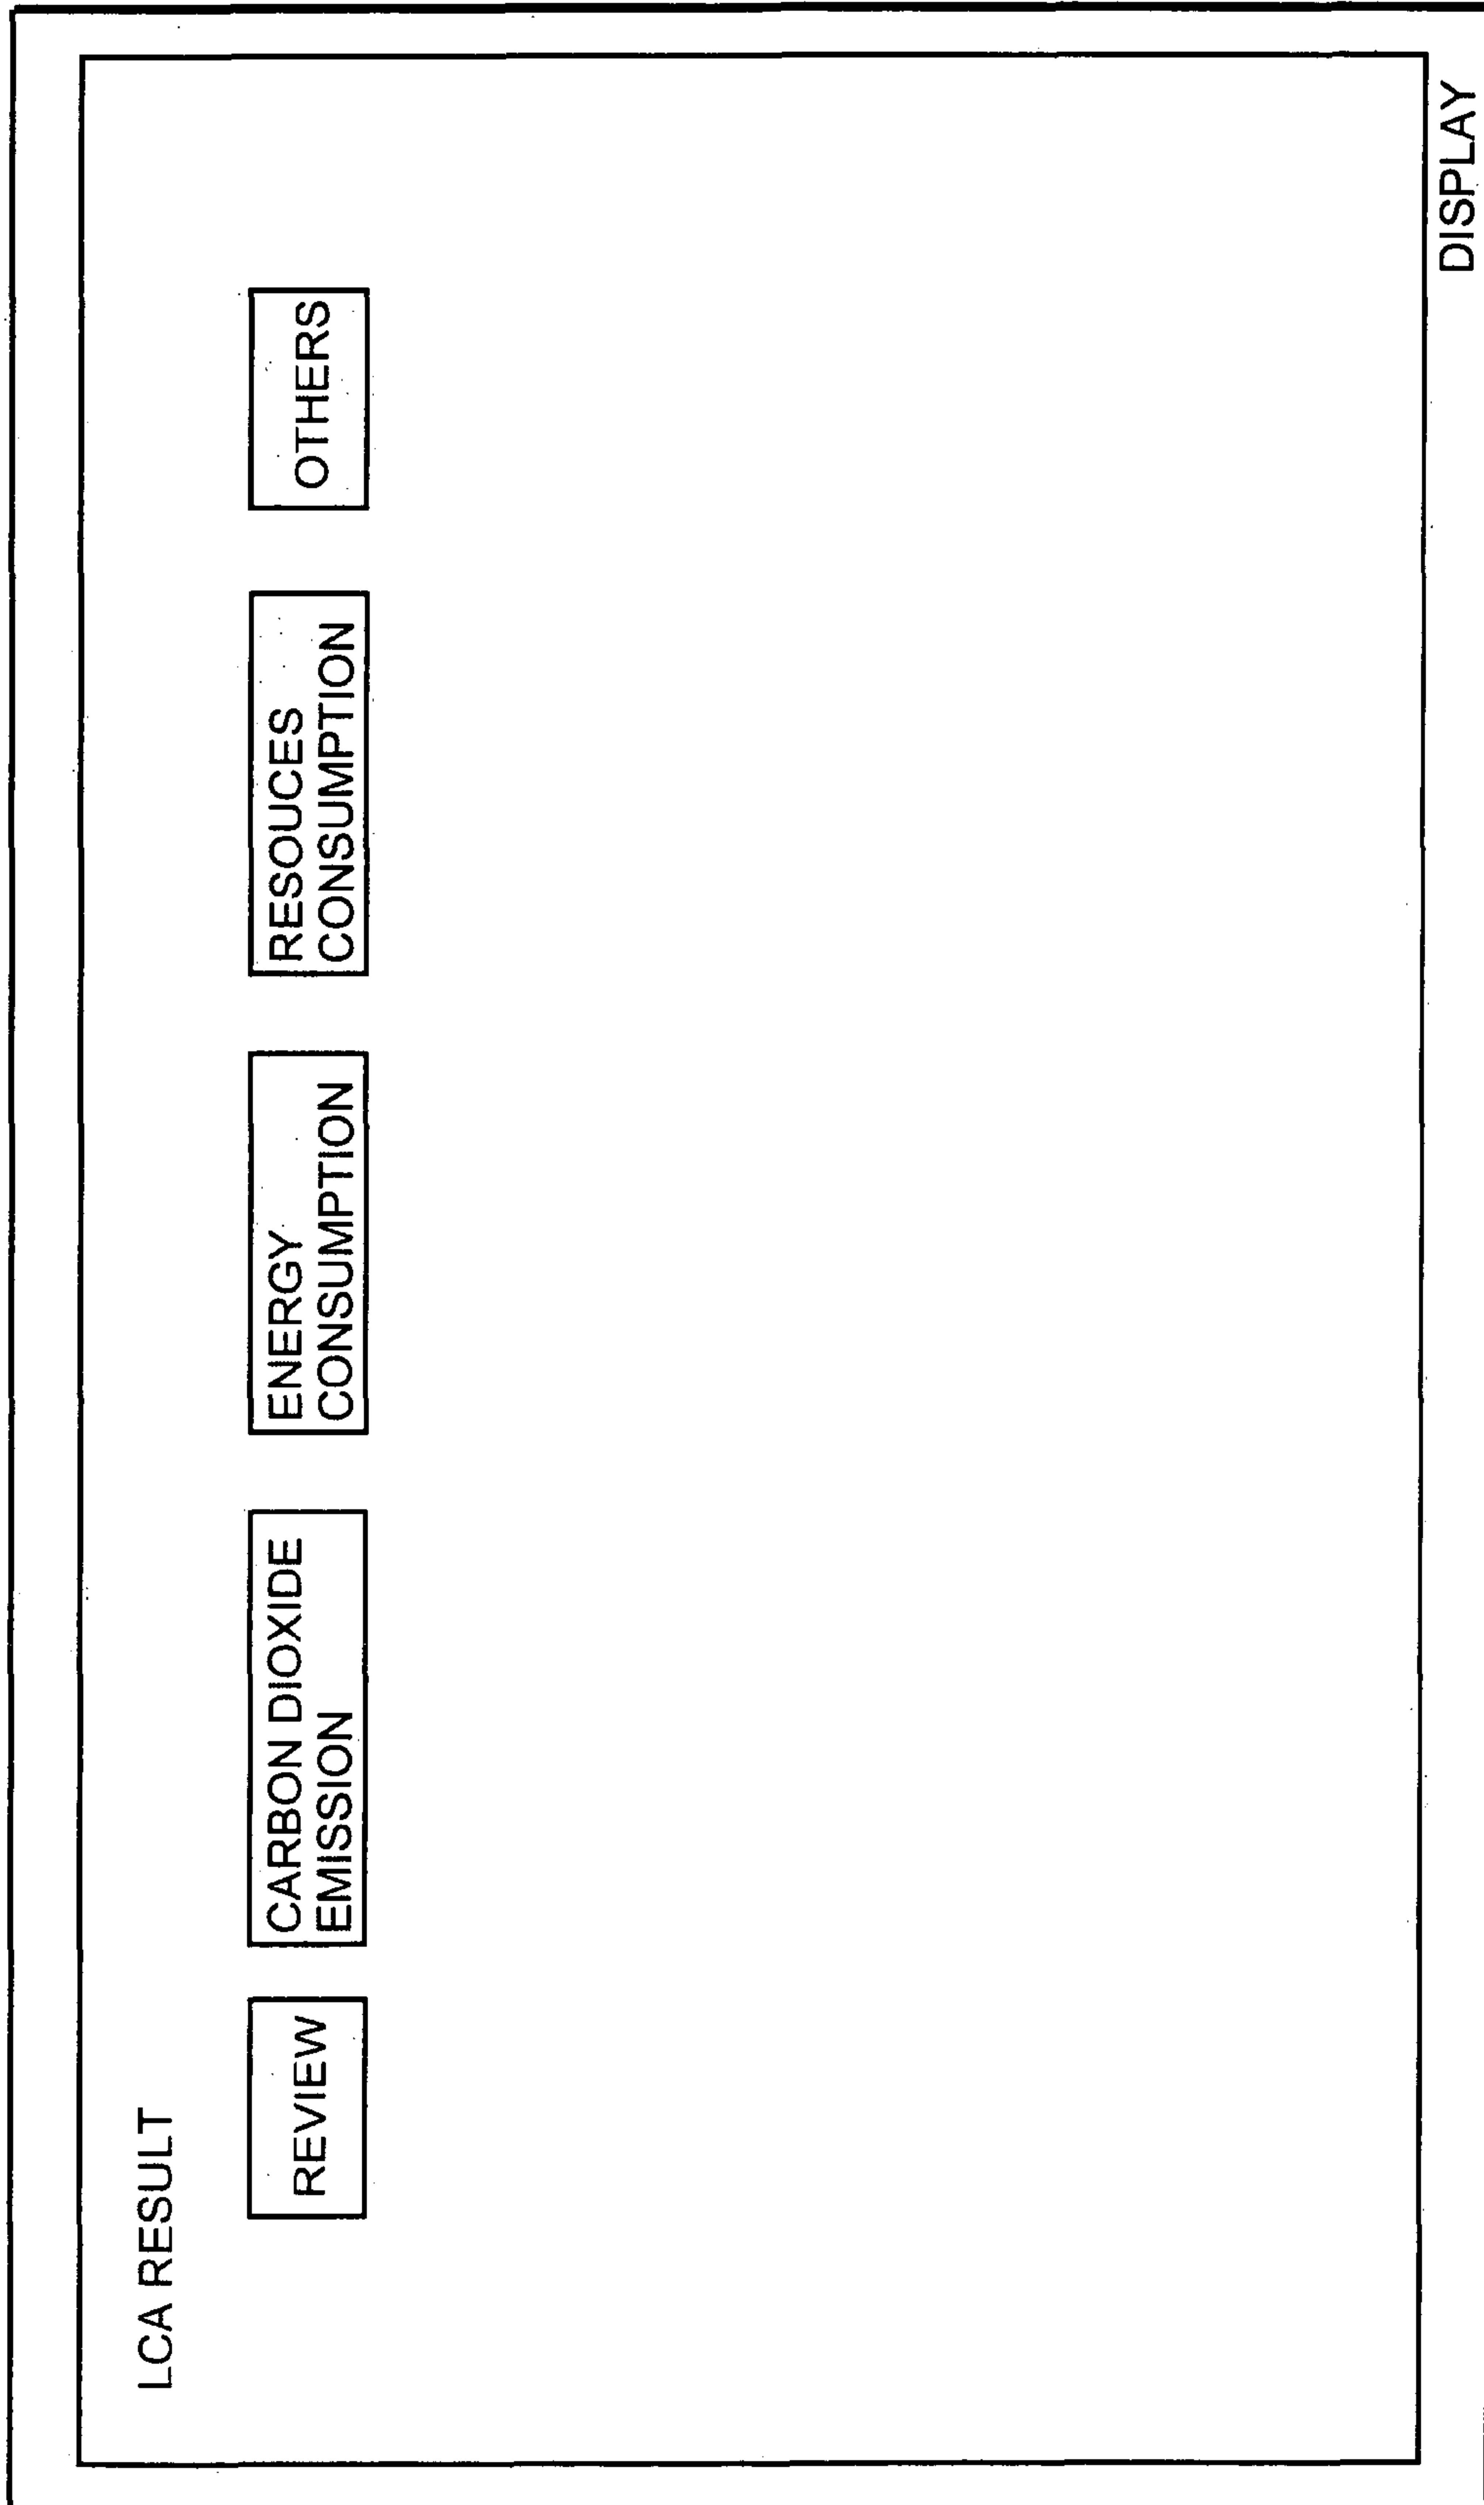 LCA RESULT
REVIEW
CARBON DIOXIDE
EMISSION
ENERGY
CONSUMPTION
RESOUCES
CONSUMPTION
OTHERS
DISPLAY